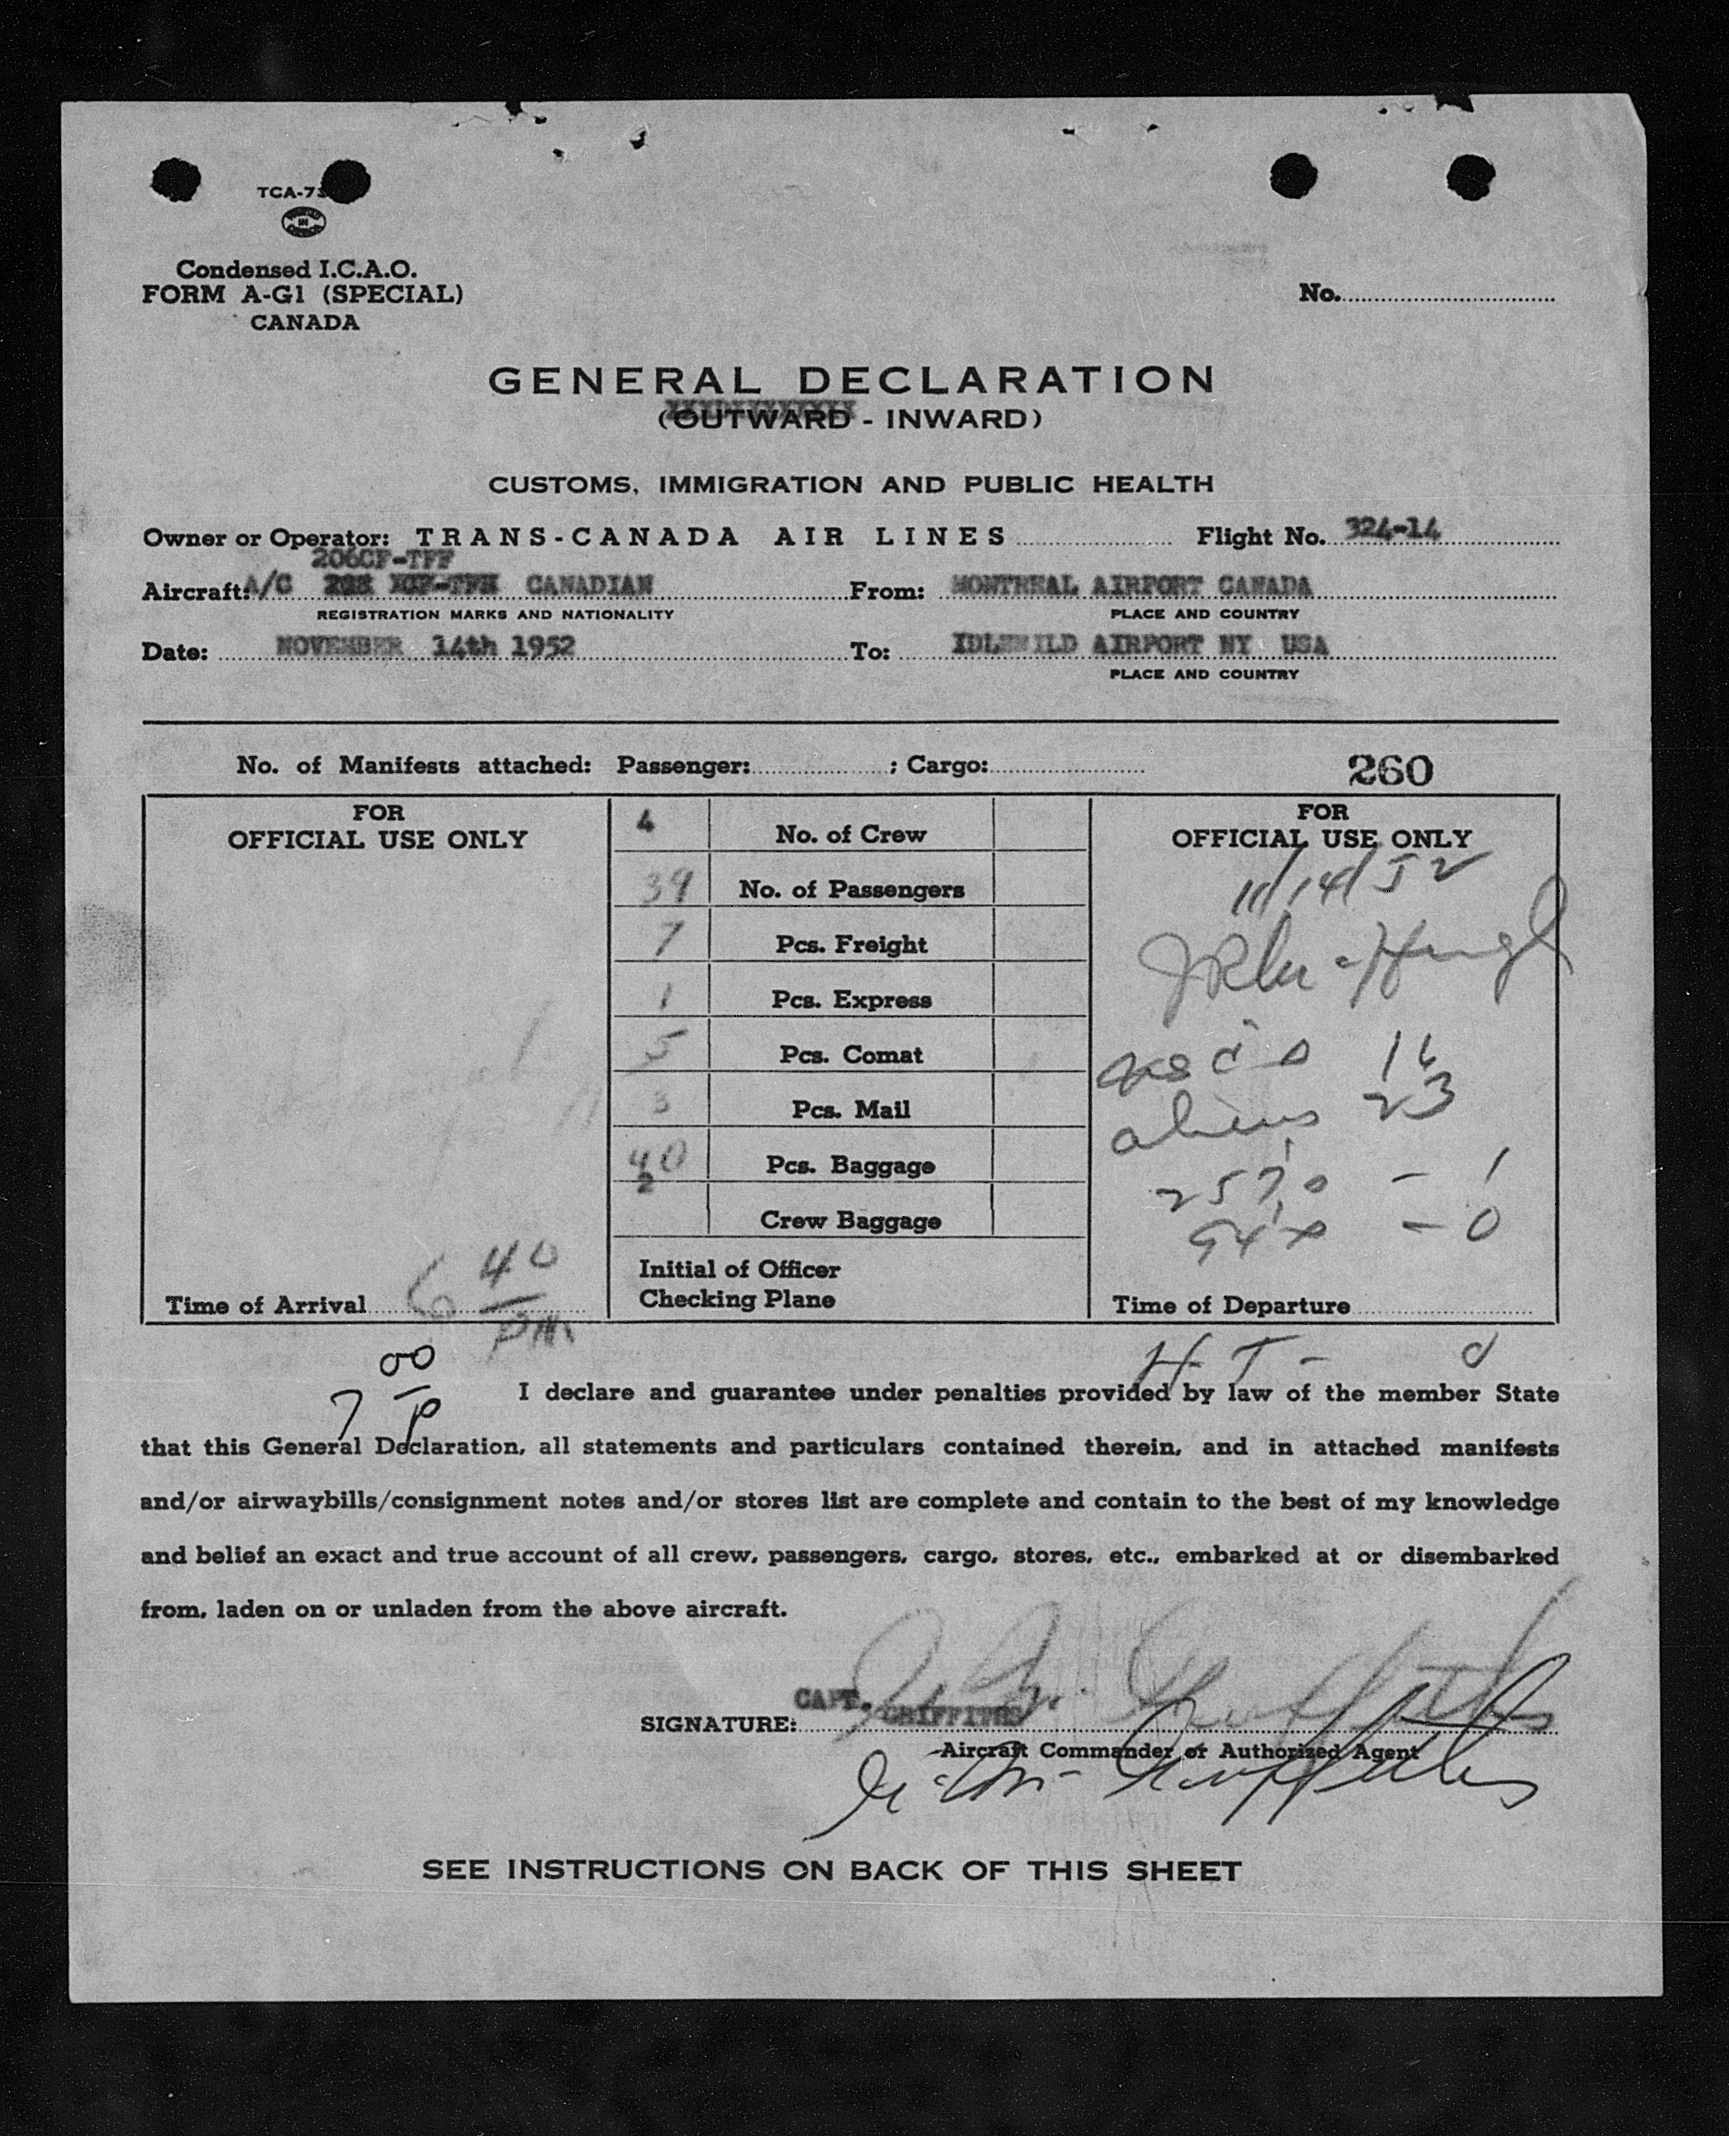 TCA-73
Condensed I.C.A.O.
FORM A-G1 (SPECIAL)
CANADA
No.
GENERAL DECLARATION
(OUTWARD - INWARD)
CUSTOMS, IMMIGRATION AND PUBLIC HEALTH
Owner or Operator: TRANS-CANADA AIR LINES Flight No. 324-14
206CF-TFF
Aircraft: A/C CANADIAN From: MONTREAL AIRPORT CANADA
REGISTRATION MARKS AND NATIONALITY PLACE AND COUNTRY
Date: NOVEMBER 14th 1952 To: IDLEWILD AIRPORT NY USA
PLACE AND COUNTRY
No. of Manifests attached: Passenger: ; Cargo: 260
FOR
OFFICIAL USE ONLY
4 No. of Crew
39 No. of Passengers
7 Pcs. Freight
1 Pcs. Express
5 Pcs. Comat
3 Pcs. Mail
40 Pcs. Baggage
2 Crew Baggage
Initial of Officer
Checking Plane
Time of Arrival 6 40 PM
FOR
OFFICIAL USE ONLY
11/14/52
16
aliens 23
257 - 1
- 0
Time of Departure
H-T-
7 00 P
I declare and guarantee under penalties provided by law of the member State
that this General Declaration, all statements and particulars contained therein, and in attached manifests
and/or airwaybills/consignment notes and/or stores list are complete and contain to the best of my knowledge
and belief an exact and true account of all crew, passengers, cargo, stores, etc., embarked at or disembarked
from, laden on or unladen from the above aircraft.
SIGNATURE: CAPT. GRIFFITHS
Aircraft Commander or Authorized Agent
SEE INSTRUCTIONS ON BACK OF THIS SHEET